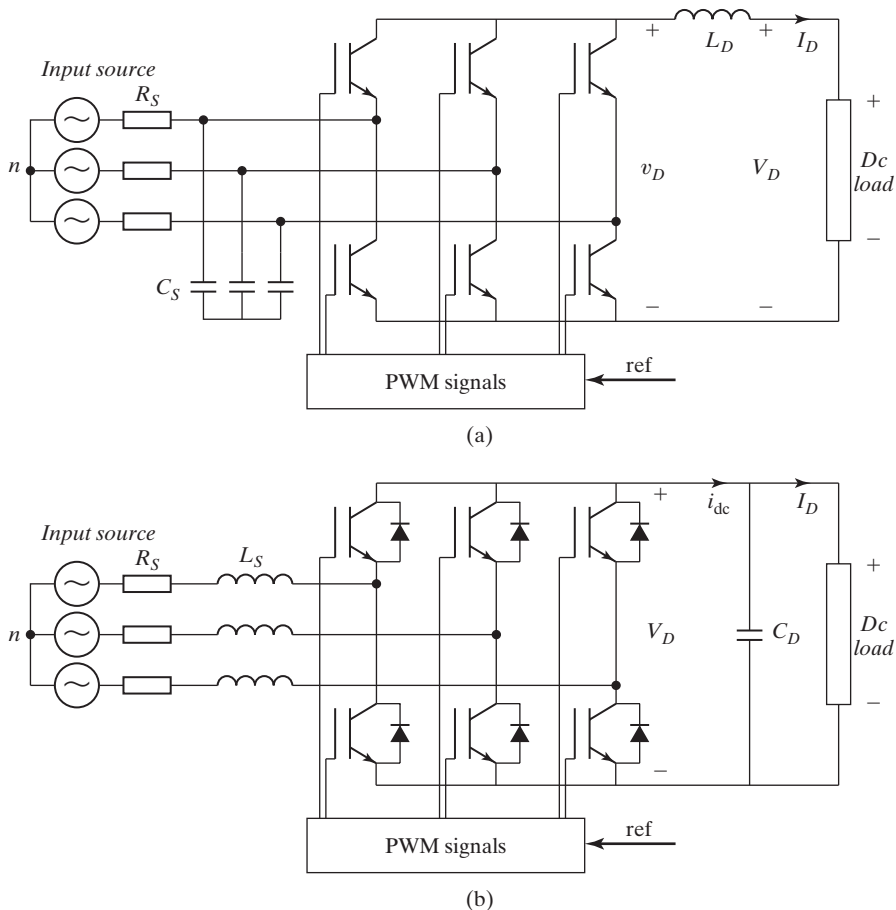 Input source
R_S
n
C_S
+
v_D
−
L_D
+
V_D
−
I_D
+
Dc
load
−
PWM signals
ref
(a)
Input source
R_S
L_S
n
+
V_D
−
i_dc
C_D
I_D
+
Dc
load
−
PWM signals
ref
(b)